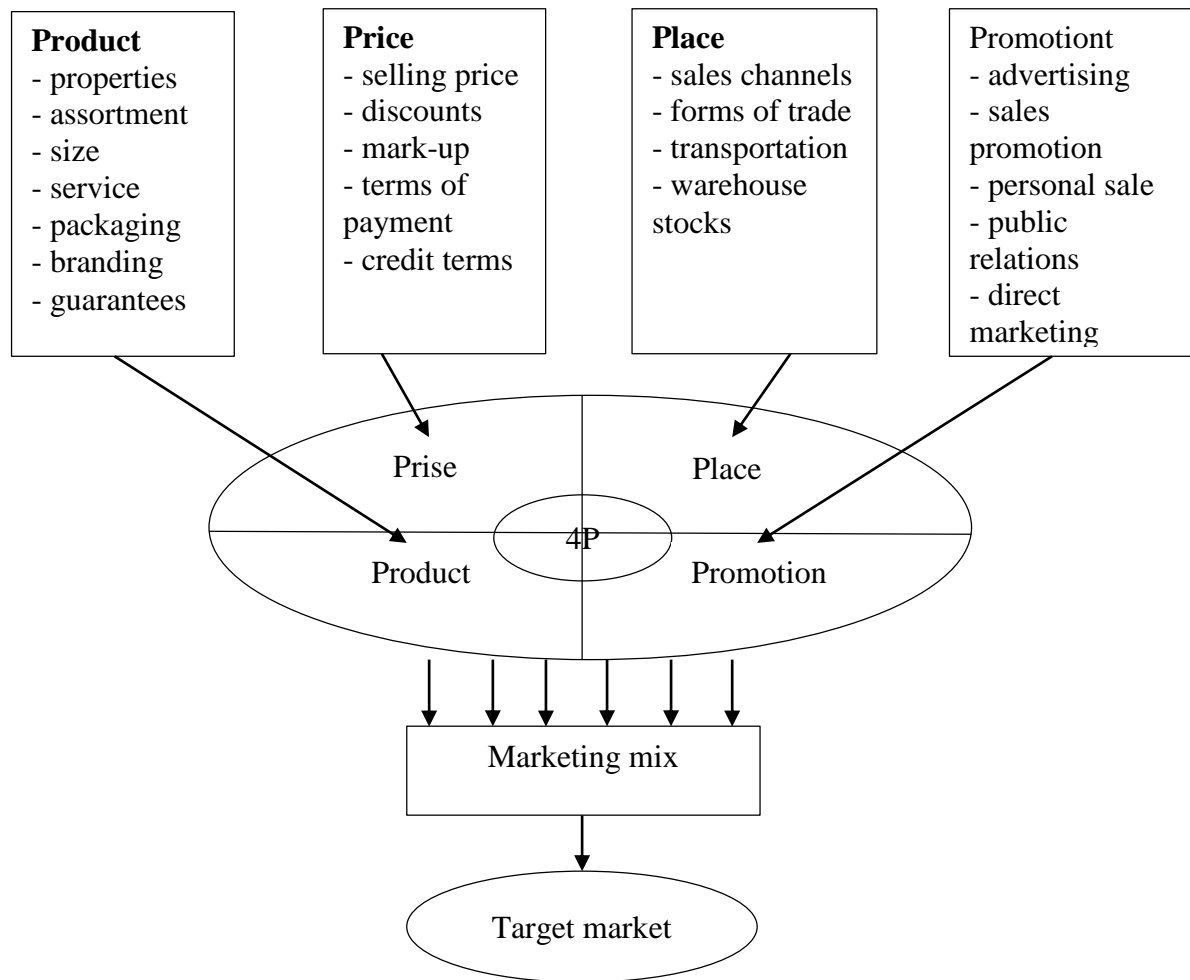 Product
- properties
- assortment
- size
- service
- packaging
- branding
- guarantees
Price
- selling price
- discounts
- mark-up
- terms of
payment
- credit terms
Place
- sales channels
- forms of trade
- transportation
- warehouse
stocks
Promotiont
- advertising
- sales
promotion
- personal sale
- public
relations
- direct
marketing
Prise
Place
4P
Product
Promotion
Marketing mix
Target market